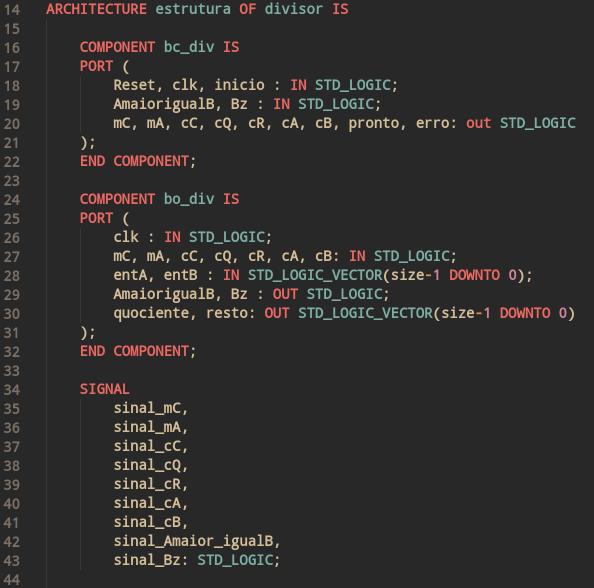 14 ARCHITECTURE estrutura OF divisor IS
15
16 COMPONENT bc_div IS
17 PORT (
18 Reset, clk, inicio : IN STD_LOGIC;
19 AmaiorigualB, Bz : IN STD_LOGIC;
20 mC, mA, cC, cQ, cR, cA, cB, pronto, erro: out STD_LOGIC
21 );
22 END COMPONENT;
23
24 COMPONENT bo_div IS
25 PORT (
26 clk : IN STD_LOGIC;
27 mC, mA, cC, cQ, cR, cA, cB: IN STD_LOGIC;
28 entA, entB : IN STD_LOGIC_VECTOR(size-1 DOWNTO 0);
29 AmaiorigualB, Bz : OUT STD_LOGIC;
30 quociente, resto: OUT STD_LOGIC_VECTOR(size-1 DOWNTO 0)
31 );
32 END COMPONENT;
33
34 SIGNAL
35 sinal_mC,
36 sinal_mA,
37 sinal_cC,
38 sinal_cQ,
39 sinal_cR,
40 sinal_cA,
41 sinal_cB,
42 sinal_Amaior_igualB,
43 sinal_Bz: STD_LOGIC;
44